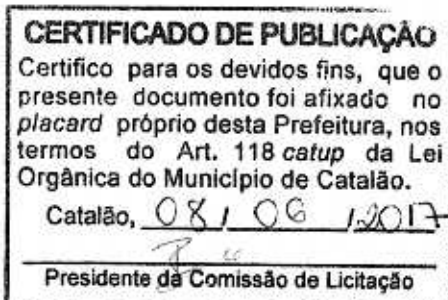 CERTIFICADO DE PUBLICAÇÃO
Certifico para os devidos fins, que o
presente documento foi afixado no
placard próprio desta Prefeitura, nos
termos do Art. 118 catup da Lei
Orgânica do Município de Catalão.
Catalão, 08 / 06 / 2017
Presidente da Comissão de Licitação